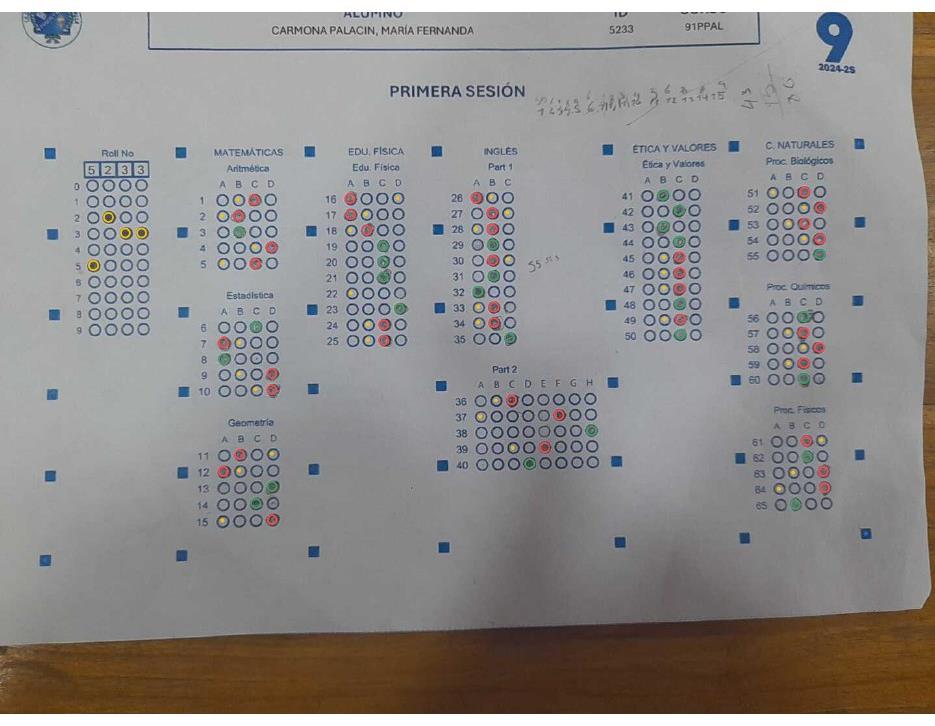 ALUMNO
ID
CARMONA PALACIN, MARÍA FERNANDA
5233
91PPAL
9
2024-25
PRIMERA SESIÓN
Roll No
5 2 3 3
0
1
2
3
4
5
6
7
8
9
MATEMÁTICAS
Aritmética
A B C D
1
2
3
4
5
Estadística
A B C D
6
7
8
9
10
Geometría
A B C D
11
12
13
14
15
EDU. FÍSICA
Edu. Física
A B C D
16
17
18
19
20
21
22
23
24
25
INGLÉS
Part 1
A B C
26
27
28
29
30
31
32
33
34
35
Part 2
A B C D E F G H
36
37
38
39
40
ÉTICA Y VALORES
Ética y Valores
A B C D
41
42
43
44
45
46
47
48
49
50
C. NATURALES
Proc. Biológicos
A B C D
51
52
53
54
55
Proc. Químicos
A B C D
56
57
58
59
60
Proc. Físicos
A B C D
61
62
63
64
65